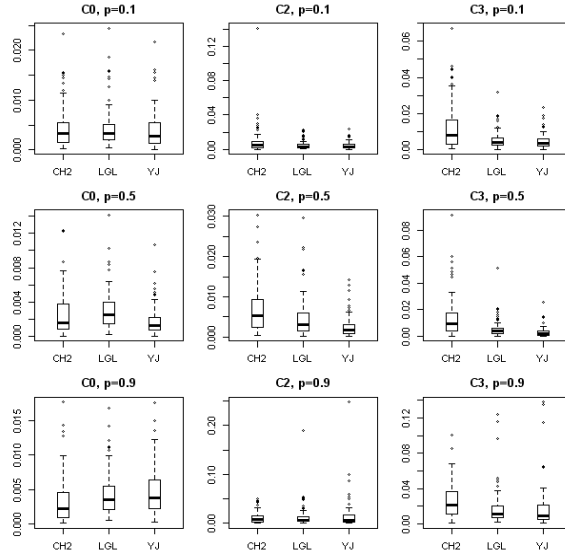 C0, p=0.1
0.000 0.010 0.020
CH2 LGL YJ
C2, p=0.1
0.00 0.04 0.08 0.12
CH2 LGL YJ
C3, p=0.1
0.00 0.02 0.04 0.06
CH2 LGL YJ
C0, p=0.5
0.000 0.004 0.008 0.012
CH2 LGL YJ
C2, p=0.5
0.000 0.010 0.020 0.030
CH2 LGL YJ
C3, p=0.5
0.00 0.02 0.04 0.06 0.08
CH2 LGL YJ
C0, p=0.9
0.000 0.005 0.010 0.015
CH2 LGL YJ
C2, p=0.9
0.00 0.10 0.20
CH2 LGL YJ
C3, p=0.9
0.00 0.04 0.08 0.12
CH2 LGL YJ